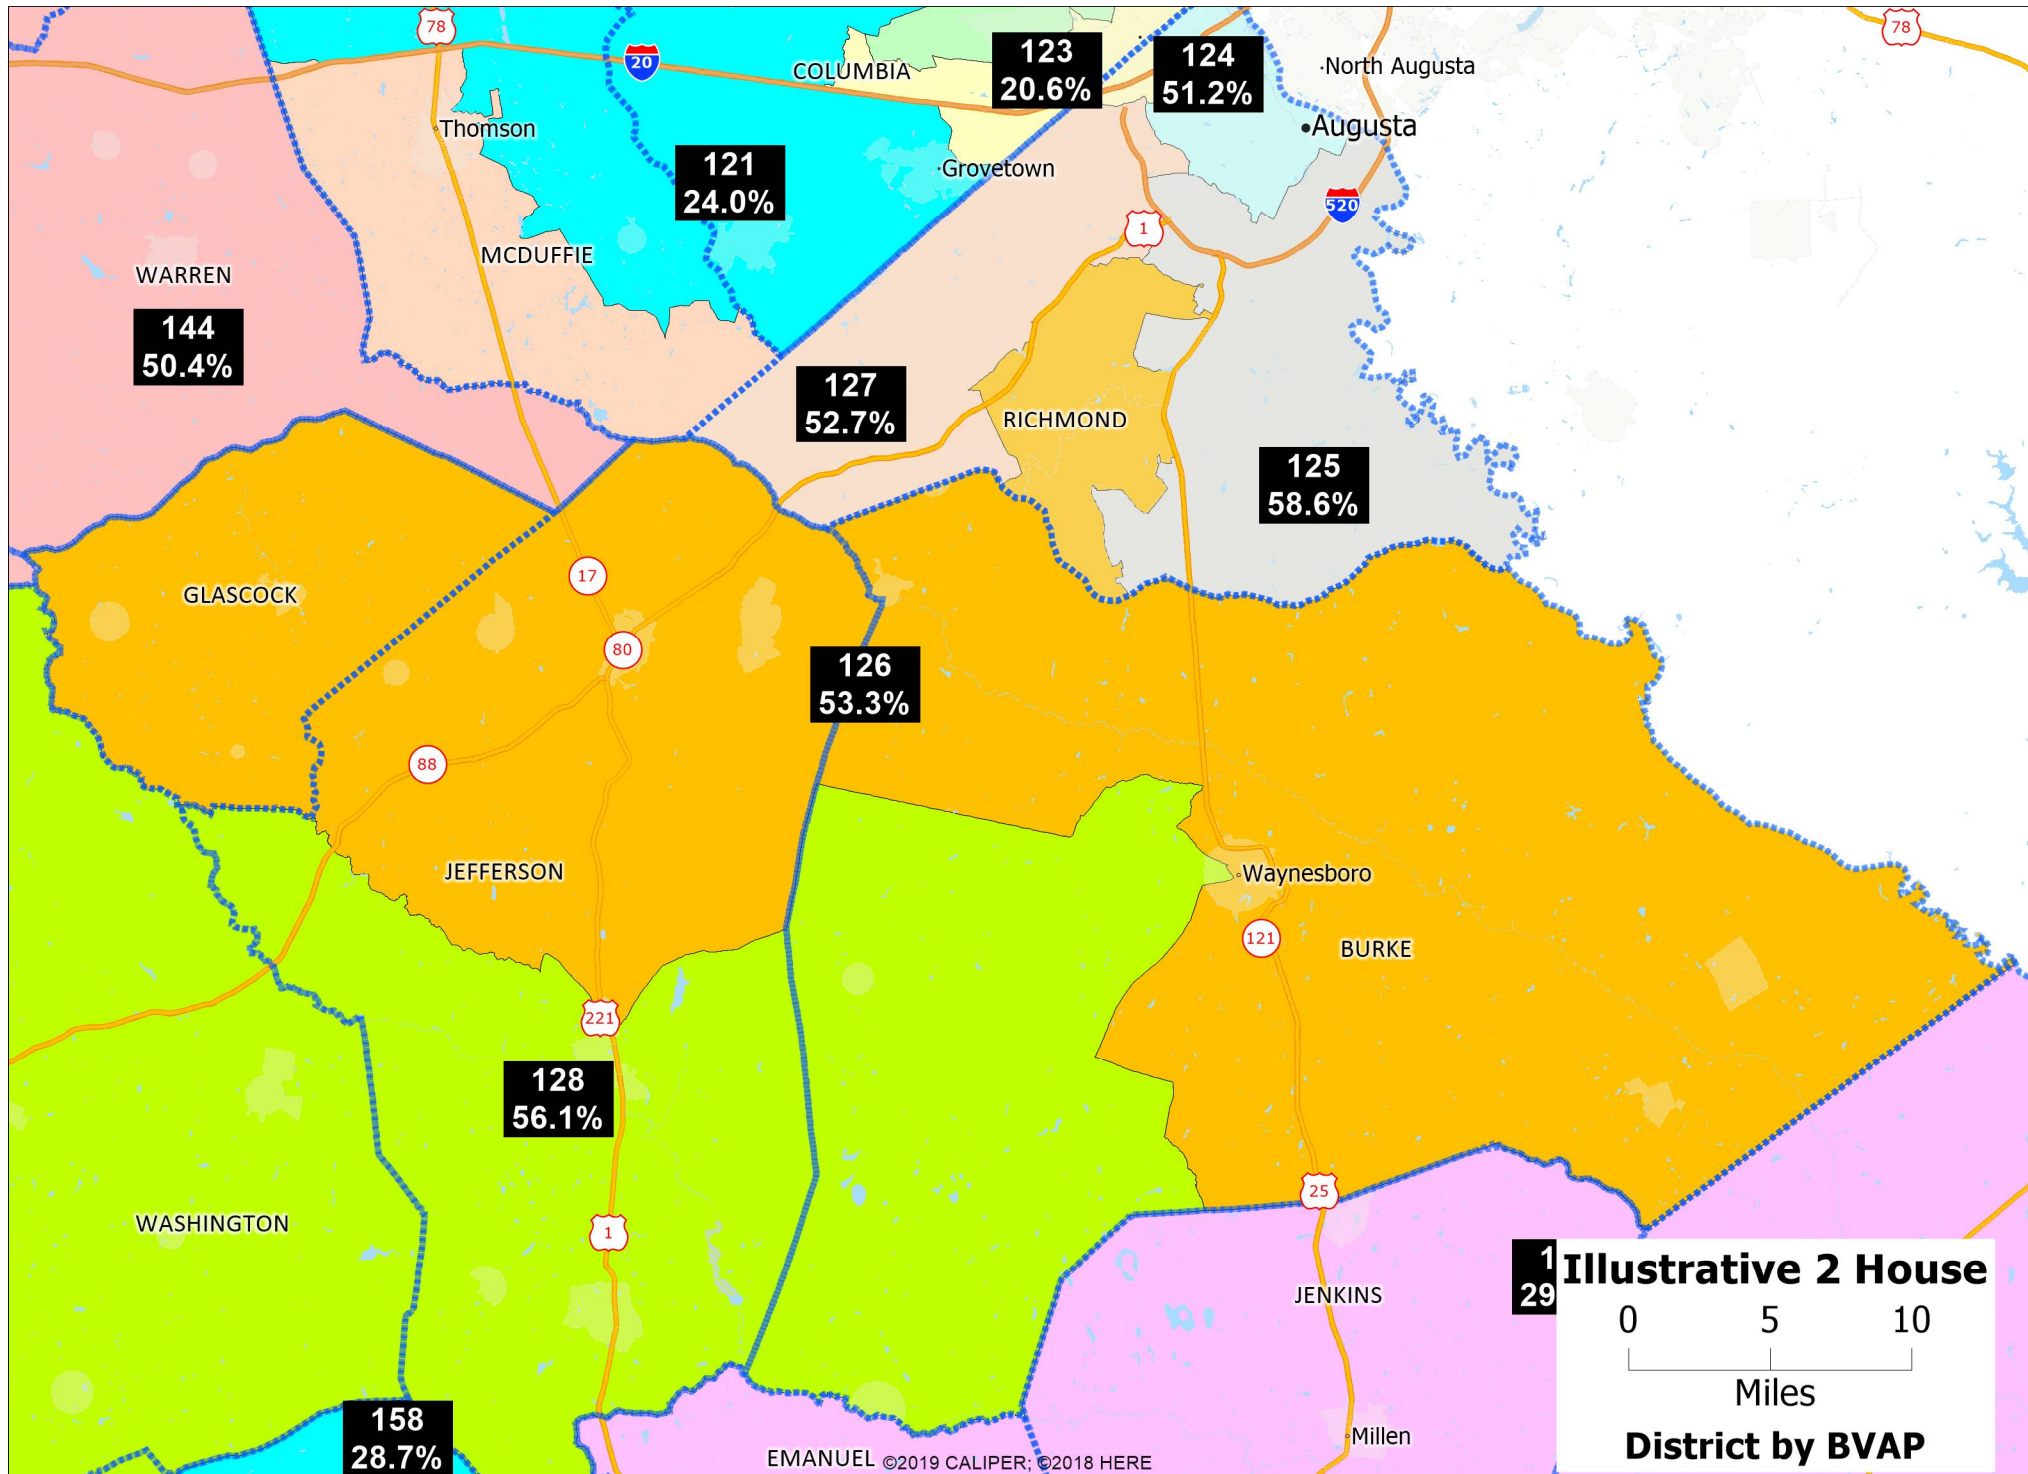 78
20
COLUMBIA
123
20.6%
124
51.2%
North Augusta
78
Thomson
121
24.0%
Grovetown
Augusta
520
1
MCDUFFIE
WARREN
144
50.4%
127
52.7%
RICHMOND
125
58.6%
17
GLASCOCK
80
126
53.3%
88
JEFFERSON
Waynesboro
121
BURKE
221
128
56.1%
25
WASHINGTON
1
JENKINS
1
29
Illustrative 2 House
0 5 10
Miles
District by BVAP
158
28.7%
Millen
EMANUEL
©2019 CALIPER; ©2018 HERE